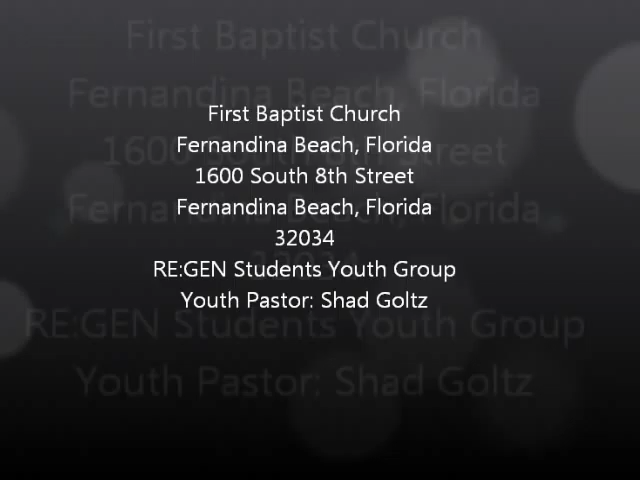 First Baptist Church
Fernandina Beach, Florida
1600 South 8th Street
Fernandina Beach, Florida
32034
RE:GEN Students Youth Group
Youth Pastor: Shad Goltz